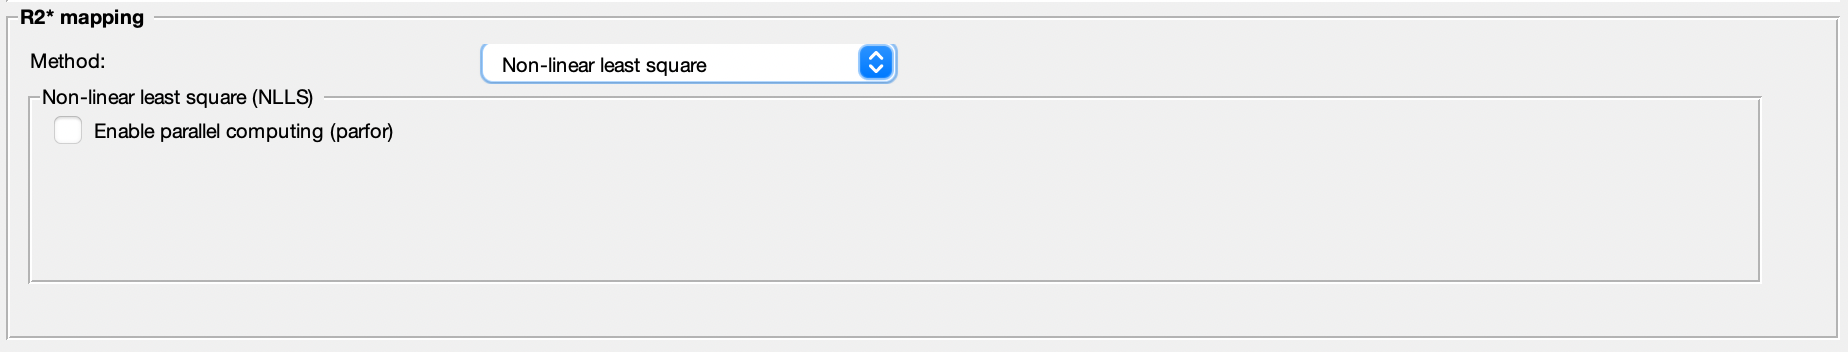 R2* mapping
Method:
Non-linear least square
Non-linear least square (NLLS)
Enable parallel computing (parfor)